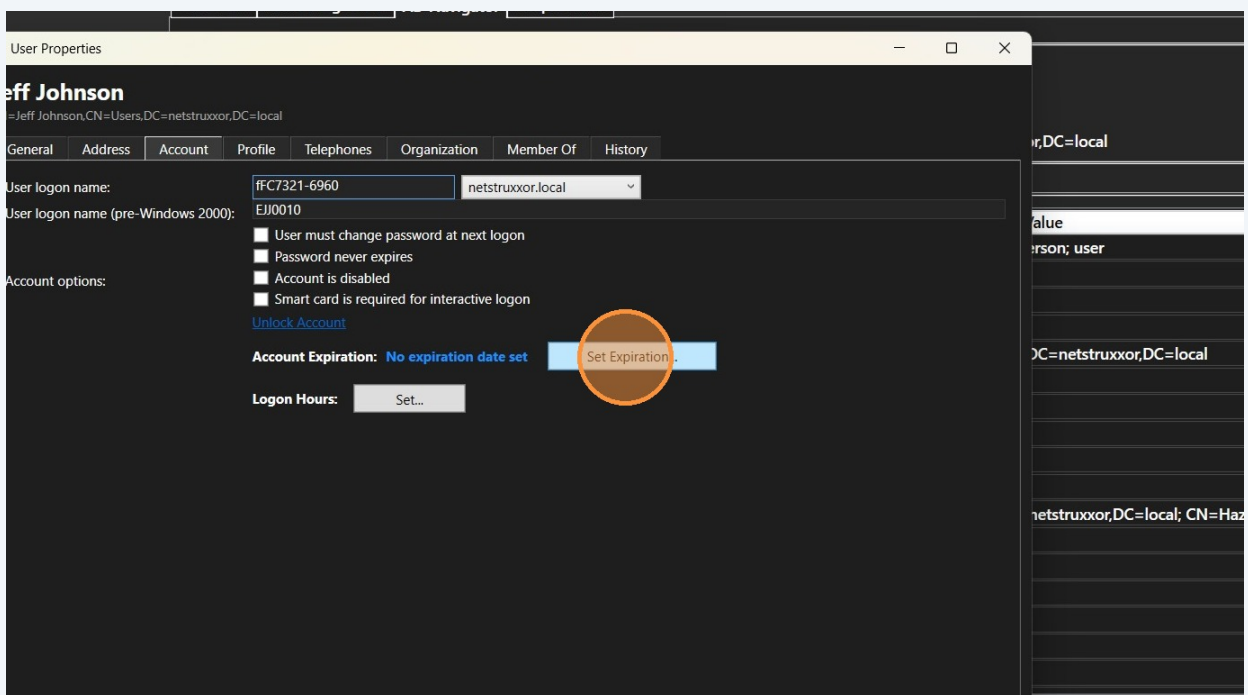 User Properties
eff Johnson
=Jeff Johnson,CN=Users,DC=netstruxxor,DC=local
General Address Account Profile Telephones Organization Member Of History
User logon name: fFC7321-6960 netstruxxor.local
User logon name (pre-Windows 2000): EJJ0010
User must change password at next logon
Password never expires
Account options: Account is disabled
Smart card is required for interactive logon
Unlock Account
Account Expiration: No expiration date set Set Expiration...
Logon Hours: Set...
r,DC=local
alue
erson; user
DC=netstruxxor,DC=local
netstruxxor,DC=local; CN=Haz